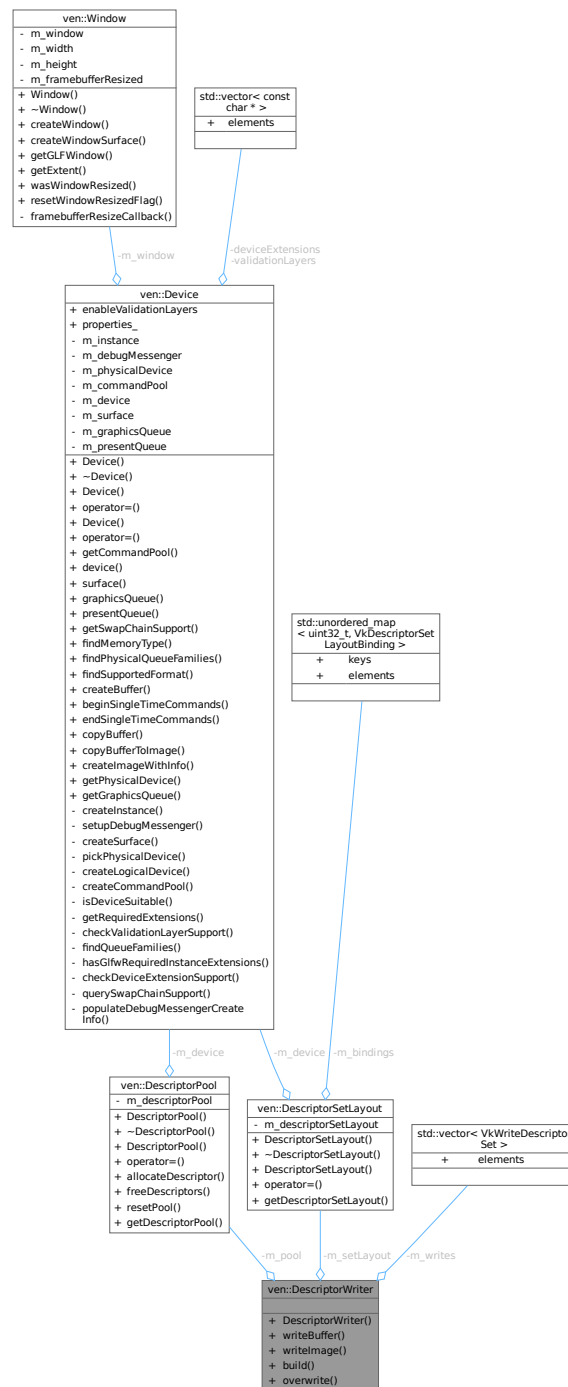 ven::Window
- m_window
- m_width
- m_height
- m_framebufferResized
+ Window()
+ ~Window()
+ createWindow()
+ createWindowSurface()
+ getGLFWindow()
+ getExtent()
+ wasWindowResized()
+ resetWindowResizedFlag()
- framebufferResizeCallback()
std::vector< const
char * >
+ elements
-m_window
-deviceExtensions
-validationLayers
ven::Device
+ enableValidationLayers
+ properties_
- m_instance
- m_debugMessenger
- m_physicalDevice
- m_commandPool
- m_device
- m_surface
- m_graphicsQueue
- m_presentQueue
+ Device()
+ ~Device()
+ Device()
+ operator=()
+ Device()
+ operator=()
+ getCommandPool()
+ device()
+ surface()
+ graphicsQueue()
+ presentQueue()
+ getSwapChainSupport()
+ findMemoryType()
+ findPhysicalQueueFamilies()
+ findSupportedFormat()
+ createBuffer()
+ beginSingleTimeCommands()
+ endSingleTimeCommands()
+ copyBuffer()
+ copyBufferToImage()
+ createImageWithInfo()
+ getPhysicalDevice()
+ getGraphicsQueue()
- createInstance()
- setupDebugMessenger()
- createSurface()
- pickPhysicalDevice()
- createLogicalDevice()
- createCommandPool()
- isDeviceSuitable()
- getRequiredExtensions()
- checkValidationLayerSupport()
- findQueueFamilies()
- hasGlfwRequiredInstanceExtensions()
- checkDeviceExtensionSupport()
- querySwapChainSupport()
- populateDebugMessengerCreate
Info()
std::unordered_map
< uint32_t, VkDescriptorSet
LayoutBinding >
+ keys
+ elements
-m_device
-m_device
-m_bindings
ven::DescriptorPool
- m_descriptorPool
+ DescriptorPool()
+ ~DescriptorPool()
+ DescriptorPool()
+ operator=()
+ allocateDescriptor()
+ freeDescriptors()
+ resetPool()
+ getDescriptorPool()
ven::DescriptorSetLayout
- m_descriptorSetLayout
+ DescriptorSetLayout()
+ ~DescriptorSetLayout()
+ DescriptorSetLayout()
+ operator=()
+ getDescriptorSetLayout()
std::vector< VkWriteDescriptor
Set >
+ elements
-m_pool
-m_setLayout
-m_writes
ven::DescriptorWriter
+ DescriptorWriter()
+ writeBuffer()
+ writeImage()
+ build()
+ overwrite()